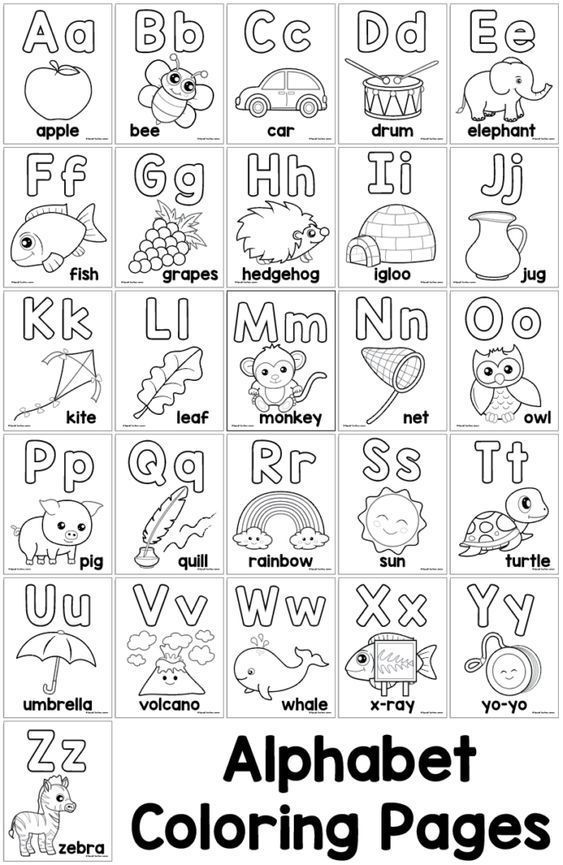 Aa
apple
Bb
bee
Cc
car
Dd
drum
Ee
elephant
Ff
fish
Gg
grapes
Hh
hedgehog
Ii
igloo
Jj
jug
Kk
kite
Ll
leaf
Mm
monkey
Nn
net
Oo
owl
Pp
pig
Qq
quill
Rr
rainbow
Ss
sun
Tt
turtle
Uu
umbrella
Vv
volcano
Ww
whale
Xx
x-ray
Yy
yo-yo
Zz
zebra
Alphabet
Coloring Pages